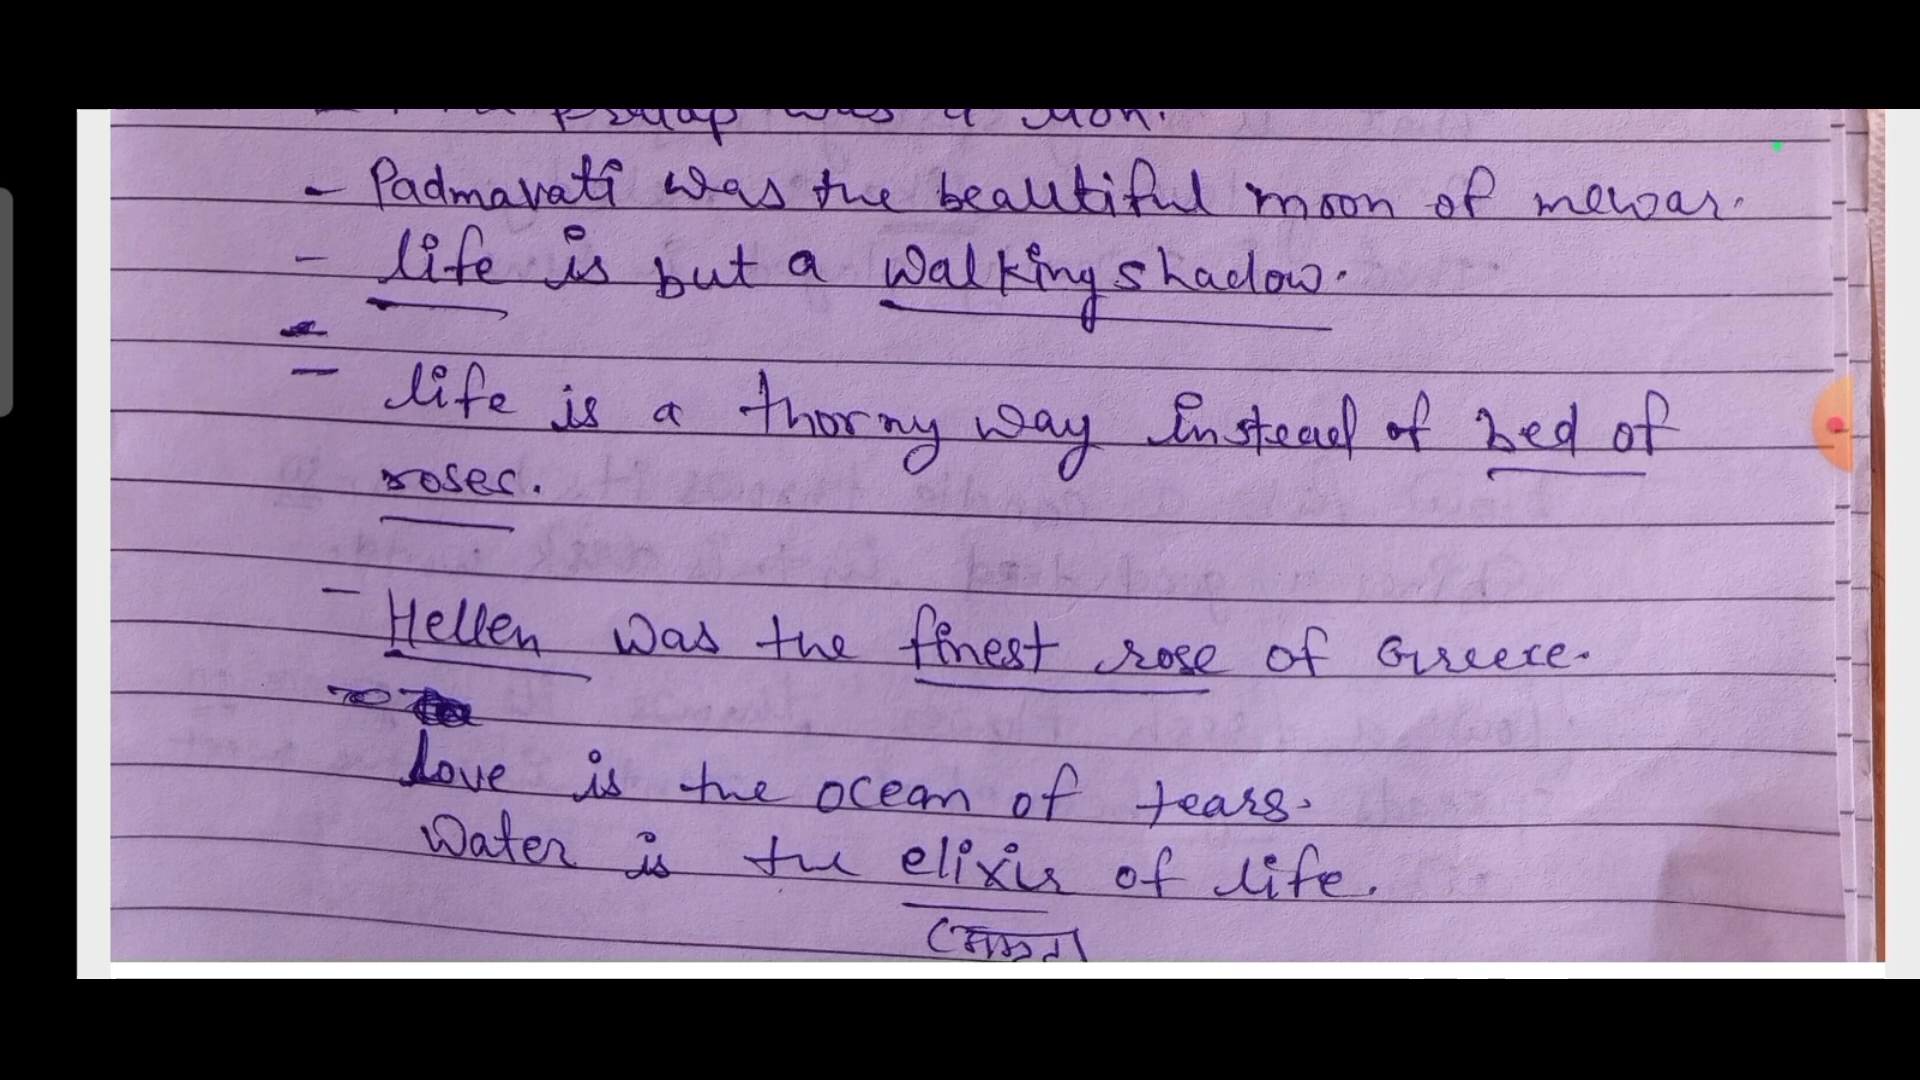 was a lion.
- Padmavati was the beautiful moon of mewar.
- life is but a walking shadow.
- life is a thorny way instead of bed of
roses.
- Hellen was the finest rose of Greece.
Love is the ocean of tears.
Water is the elixir of life.